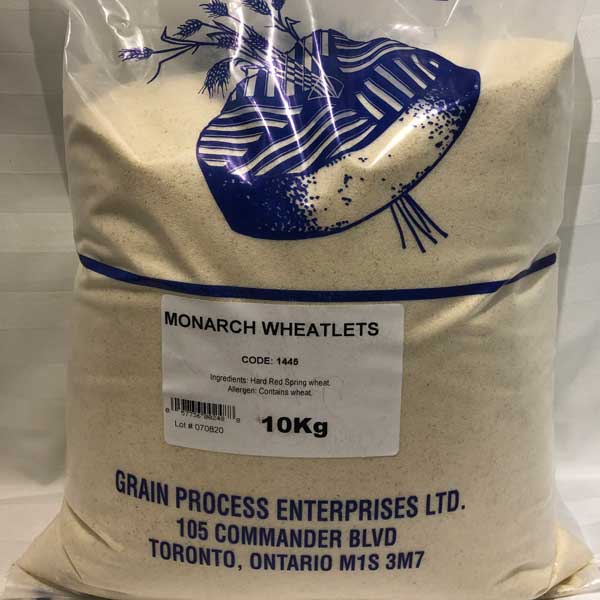 MONARCH WHEATLETS
CODE: 1445
Ingredients: Hard Red Spring wheat.
Allergen: Contains wheat.
Lot # 070820
10Kg
GRAIN PROCESS ENTERPRISES LTD.
105 COMMANDER BLVD
TORONTO, ONTARIO M1S 3M7